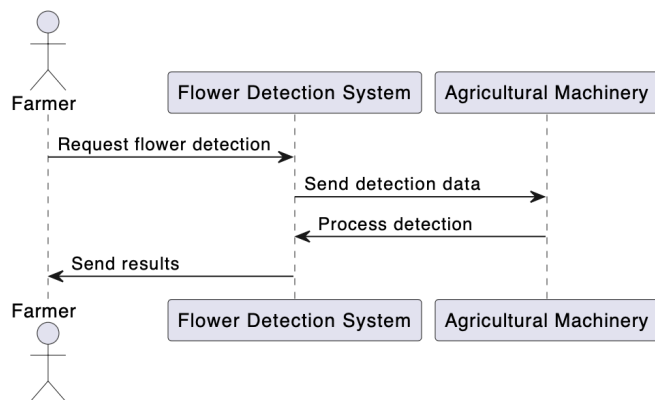 Farmer
Flower Detection System
Agricultural Machinery
Request flower detection
Send detection data
Process detection
Send results
Farmer
Flower Detection System
Agricultural Machinery